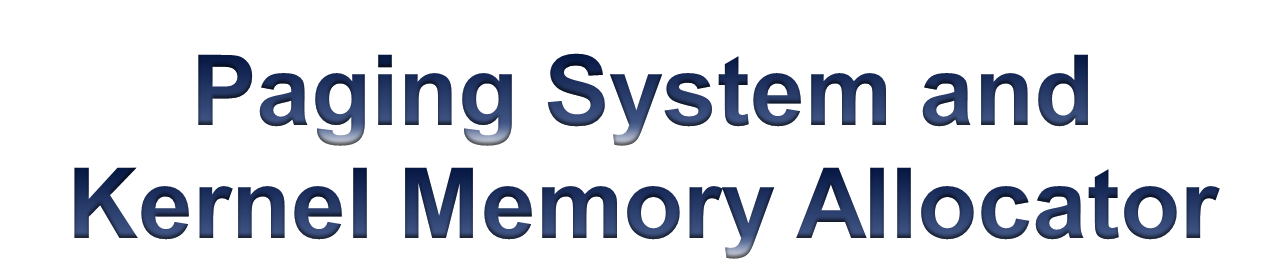 Paging System and
Kernel Memory Allocator